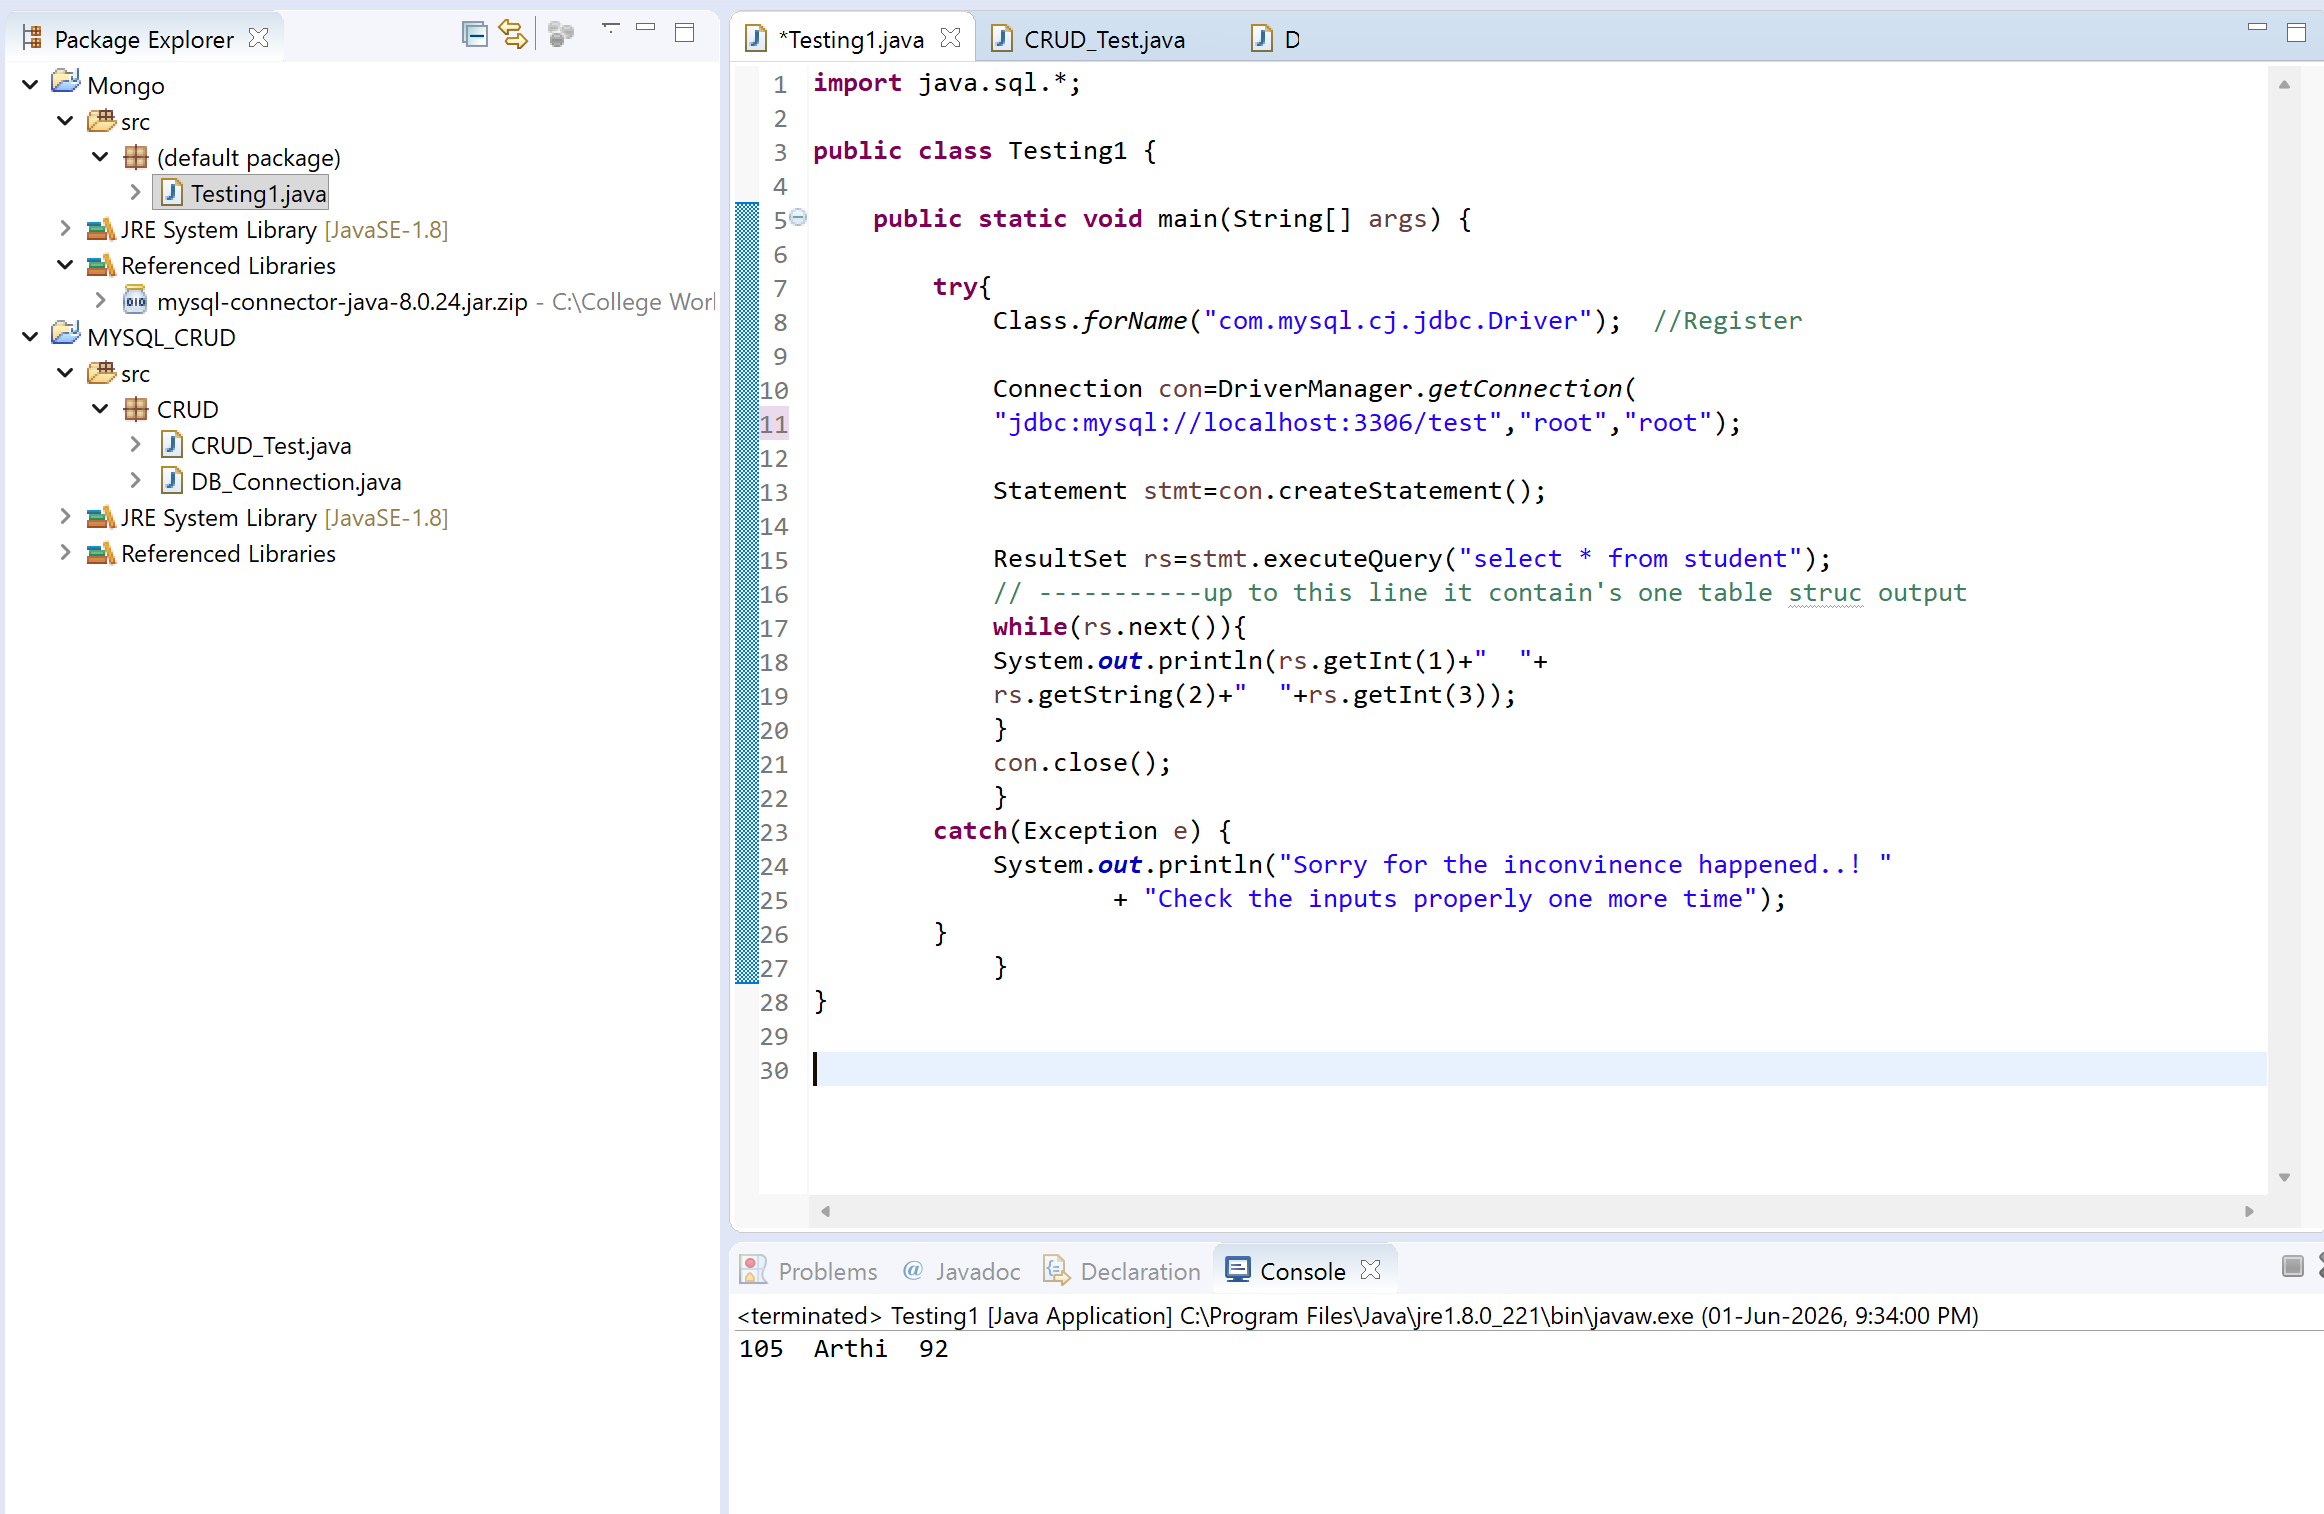 Package Explorer
Mongo
src
(default package)
Testing1.java
JRE System Library [JavaSE-1.8]
Referenced Libraries
mysql-connector-java-8.0.24.jar.zip - C:\College Worl
MYSQL_CRUD
src
CRUD
CRUD_Test.java
DB_Connection.java
JRE System Library [JavaSE-1.8]
Referenced Libraries
*Testing1.java CRUD_Test.java D
1 import java.sql.*;
2
3 public class Testing1 {
4
5 public static void main(String[] args) {
6
7 try{
8 Class.forName("com.mysql.cj.jdbc.Driver"); //Register
9
10 Connection con=DriverManager.getConnection(
11 "jdbc:mysql://localhost:3306/test","root","root");
12
13 Statement stmt=con.createStatement();
14
15 ResultSet rs=stmt.executeQuery("select * from student");
16 // -----------up to this line it contain's one table struc output
17 while(rs.next()){
18 System.out.println(rs.getInt(1)+"  "+
19 rs.getString(2)+"  "+rs.getInt(3));
20 }
21 con.close();
22 }
23 catch(Exception e) {
24 System.out.println("Sorry for the inconvinence happened..! "
25 + "Check the inputs properly one more time");
26 }
27 }
28 }
29
30
Problems @ Javadoc Declaration Console
<terminated> Testing1 [Java Application] C:\Program Files\Java\jre1.8.0_221\bin\javaw.exe (01-Jun-2026, 9:34:00 PM)
105  Arthi  92